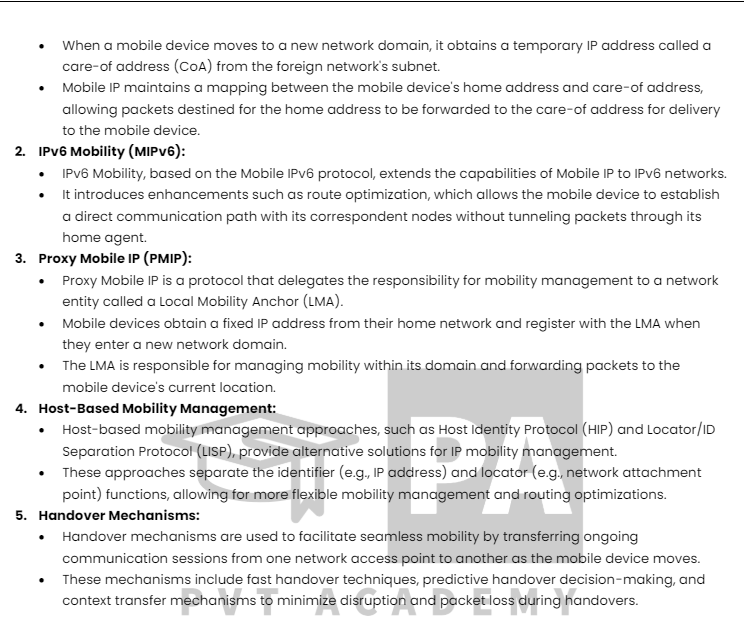 • When a mobile device moves to a new network domain, it obtains a temporary IP address called a
care-of address (CoA) from the foreign network's subnet.
• Mobile IP maintains a mapping between the mobile device's home address and care-of address,
allowing packets destined for the home address to be forwarded to the care-of address for delivery
to the mobile device.
2. IPv6 Mobility (MIPv6):
• IPv6 Mobility, based on the Mobile IPv6 protocol, extends the capabilities of Mobile IP to IPv6 networks.
• It introduces enhancements such as route optimization, which allows the mobile device to establish
a direct communication path with its correspondent nodes without tunneling packets through its
home agent.
3. Proxy Mobile IP (PMIP):
• Proxy Mobile IP is a protocol that delegates the responsibility for mobility management to a network
entity called a Local Mobility Anchor (LMA).
• Mobile devices obtain a fixed IP address from their home network and register with the LMA when
they enter a new network domain.
• The LMA is responsible for managing mobility within its domain and forwarding packets to the
mobile device's current location.
4. Host-Based Mobility Management:
• Host-based mobility management approaches, such as Host Identity Protocol (HIP) and Locator/ID
Separation Protocol (LISP), provide alternative solutions for IP mobility management.
• These approaches separate the identifier (e.g., IP address) and locator (e.g., network attachment
point) functions, allowing for more flexible mobility management and routing optimizations.
5. Handover Mechanisms:
• Handover mechanisms are used to facilitate seamless mobility by transferring ongoing
communication sessions from one network access point to another as the mobile device moves.
• These mechanisms include fast handover techniques, predictive handover decision-making, and
context transfer mechanisms to minimize disruption and packet loss during handovers.
PA
PVT ACADEMY